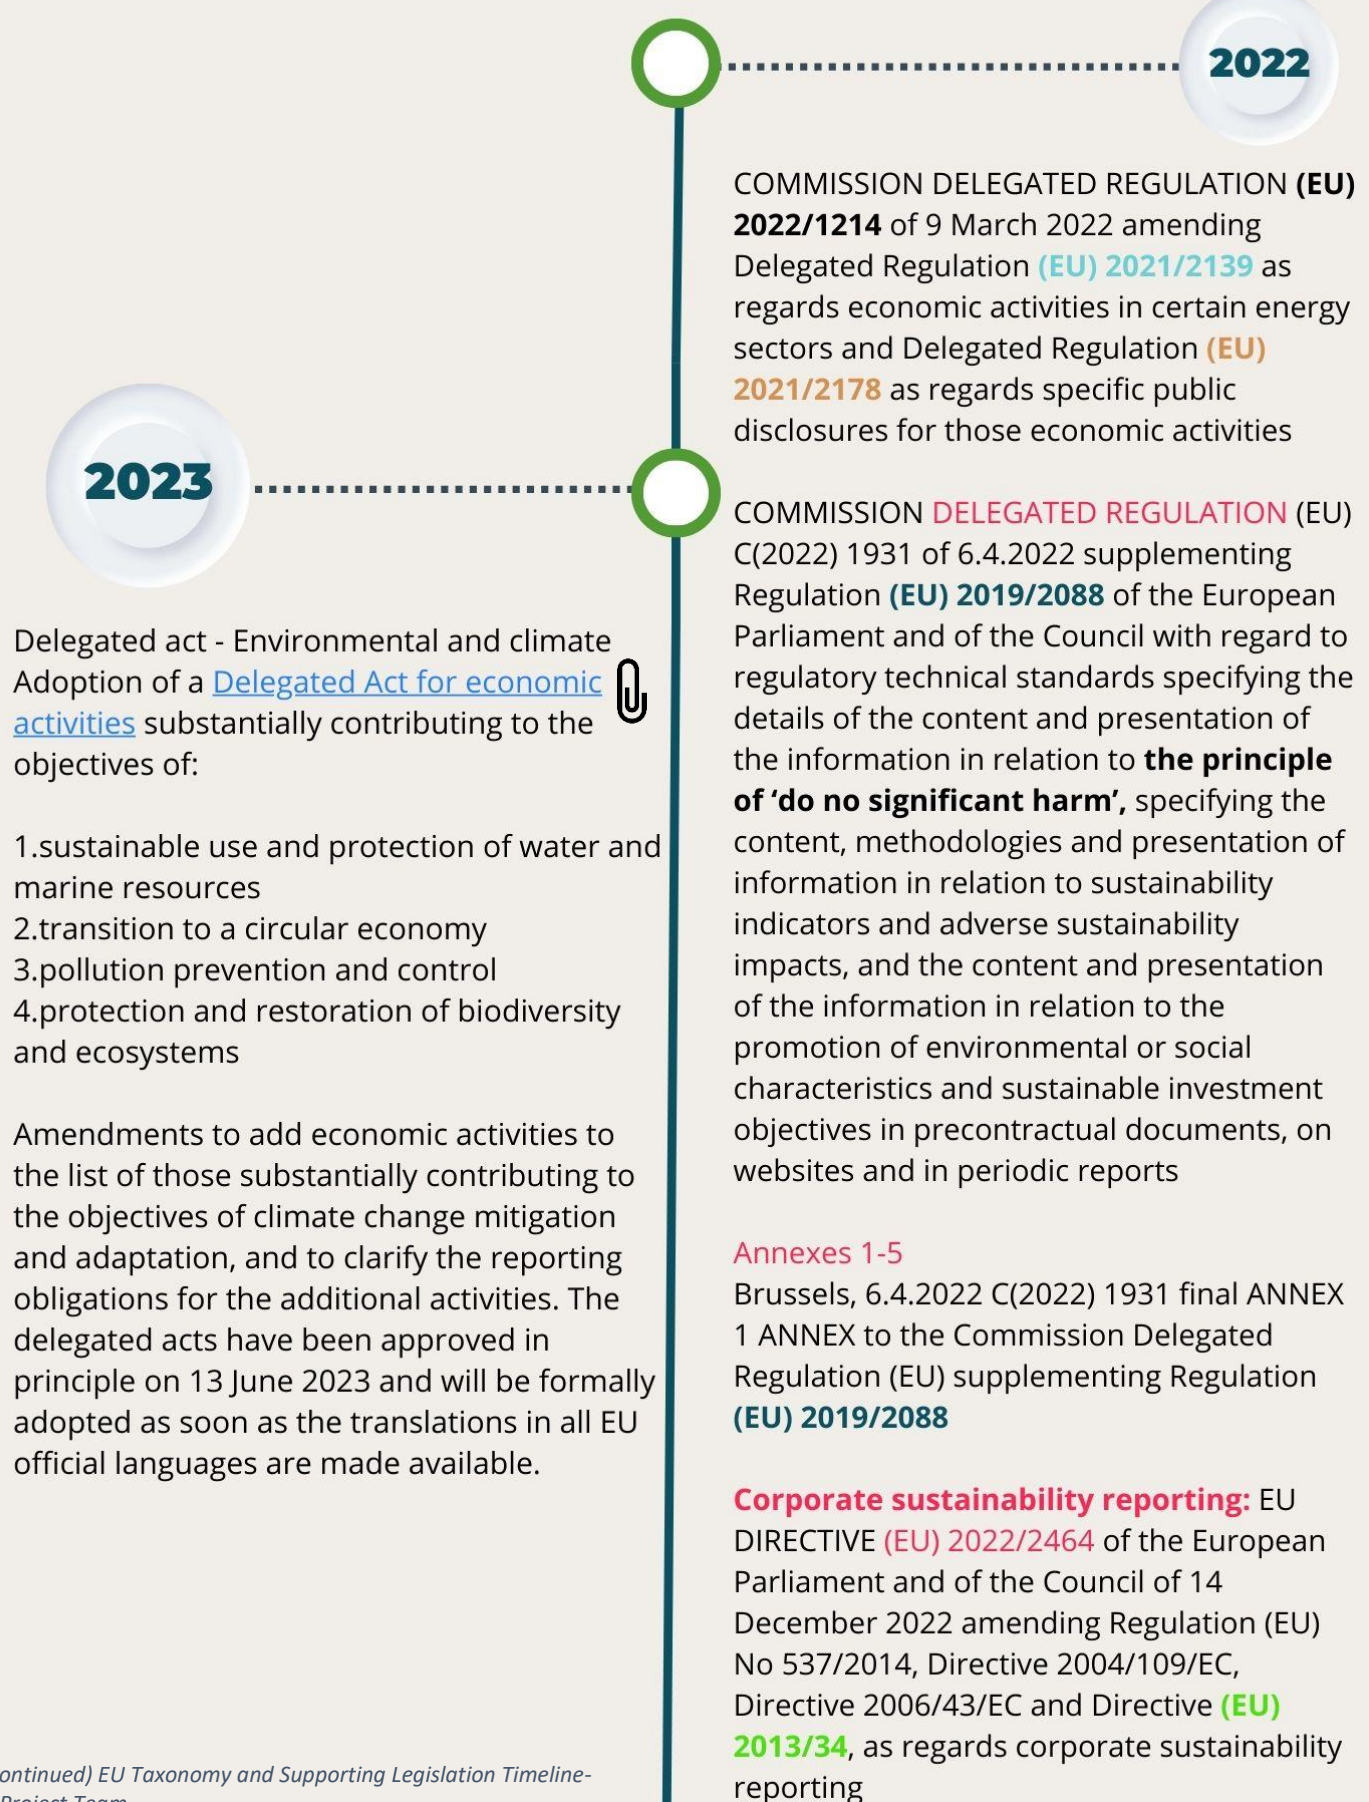 2022
COMMISSION DELEGATED REGULATION (EU)
2022/1214 of 9 March 2022 amending
Delegated Regulation (EU) 2021/2139 as
regards economic activities in certain energy
sectors and Delegated Regulation (EU)
2021/2178 as regards specific public
disclosures for those economic activities
COMMISSION DELEGATED REGULATION (EU)
C(2022) 1931 of 6.4.2022 supplementing
Regulation (EU) 2019/2088 of the European
Parliament and of the Council with regard to
regulatory technical standards specifying the
details of the content and presentation of
the information in relation to the principle
of ‘do no significant harm’, specifying the
content, methodologies and presentation of
information in relation to sustainability
indicators and adverse sustainability
impacts, and the content and presentation
of the information in relation to the
promotion of environmental or social
characteristics and sustainable investment
objectives in precontractual documents, on
websites and in periodic reports
Annexes 1-5
Brussels, 6.4.2022 C(2022) 1931 final ANNEX
1 ANNEX to the Commission Delegated
Regulation (EU) supplementing Regulation
(EU) 2019/2088
Corporate sustainability reporting: EU
DIRECTIVE (EU) 2022/2464 of the European
Parliament and of the Council of 14
December 2022 amending Regulation (EU)
No 537/2014, Directive 2004/109/EC,
Directive 2006/43/EC and Directive (EU)
2013/34, as regards corporate sustainability
reporting
2023
Delegated act - Environmental and climate
Adoption of a Delegated Act for economic
activities substantially contributing to the
objectives of:
1.sustainable use and protection of water and
marine resources
2.transition to a circular economy
3.pollution prevention and control
4.protection and restoration of biodiversity
and ecosystems
Amendments to add economic activities to
the list of those substantially contributing to
the objectives of climate change mitigation
and adaptation, and to clarify the reporting
obligations for the additional activities. The
delegated acts have been approved in
principle on 13 June 2023 and will be formally
adopted as soon as the translations in all EU
official languages are made available.
ontinued) EU Taxonomy and Supporting Legislation Timeline-
Project Team